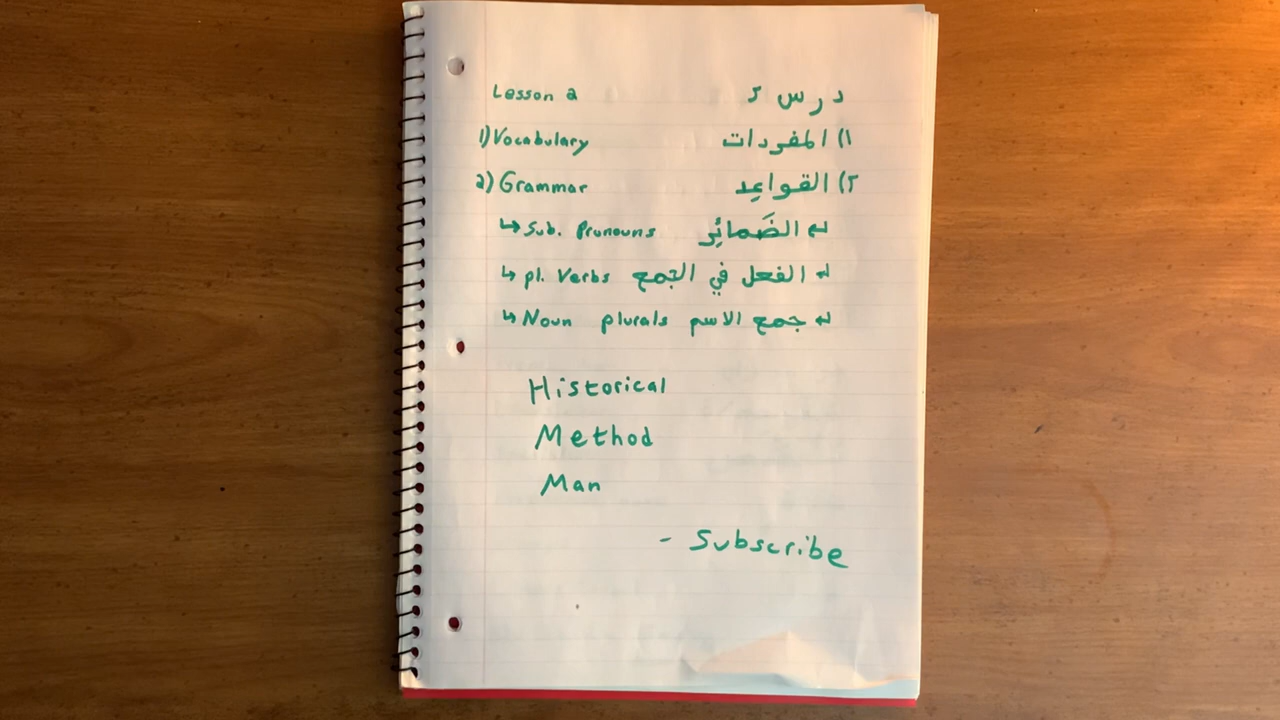 Lesson 2 درس ٢
1) Vocabulary ١) المفردات
2) Grammar ٢) القواعِد
↳ Sub. Pronouns ↲ الضَمائِر
↳ pl. Verbs ↲ الفعل في الجمع
↳ Noun plurals ↲ جمع الاسم
Historical
Method
Man
- Subscribe